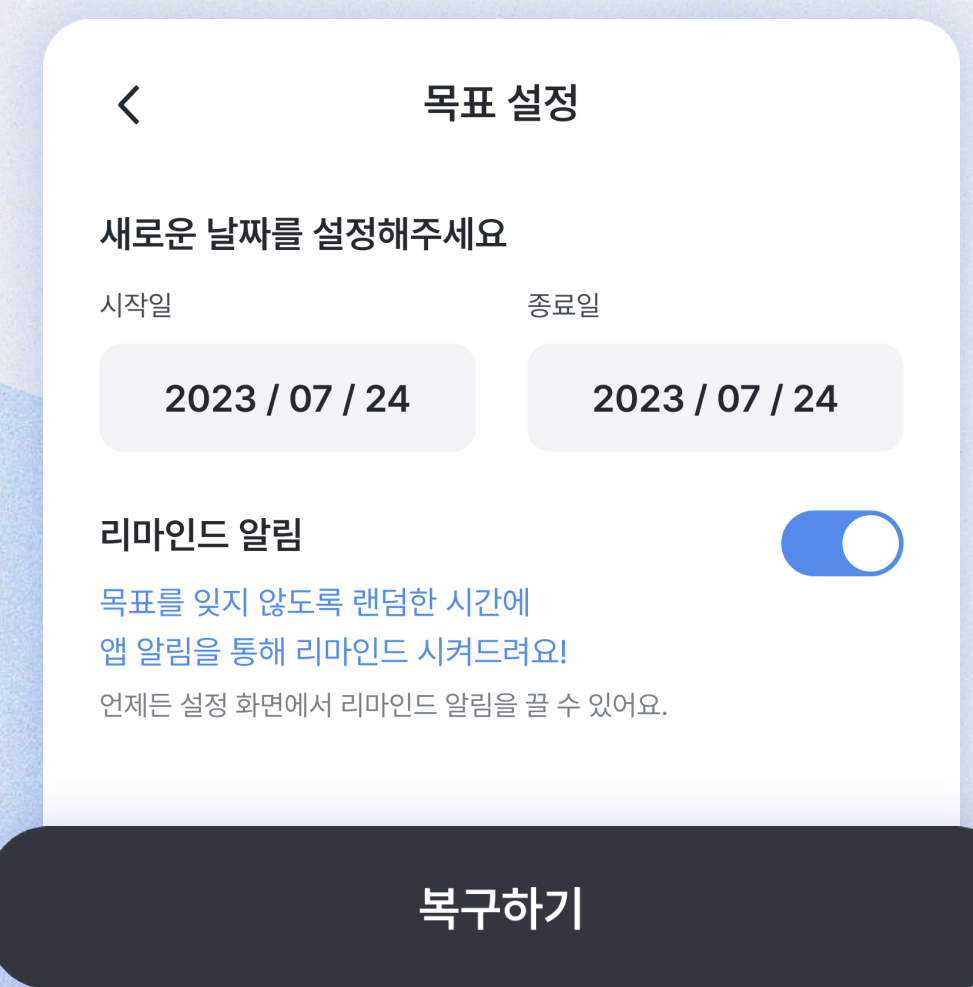 목표 설정
새로운 날짜를 설정해주세요
시작일 종료일
2023 / 07 / 24 2023 / 07 / 24
리마인드 알림
목표를 잊지 않도록 랜덤한 시간에
앱 알림을 통해 리마인드 시켜드려요!
언제든 설정 화면에서 리마인드 알림을 끌 수 있어요.
복구하기